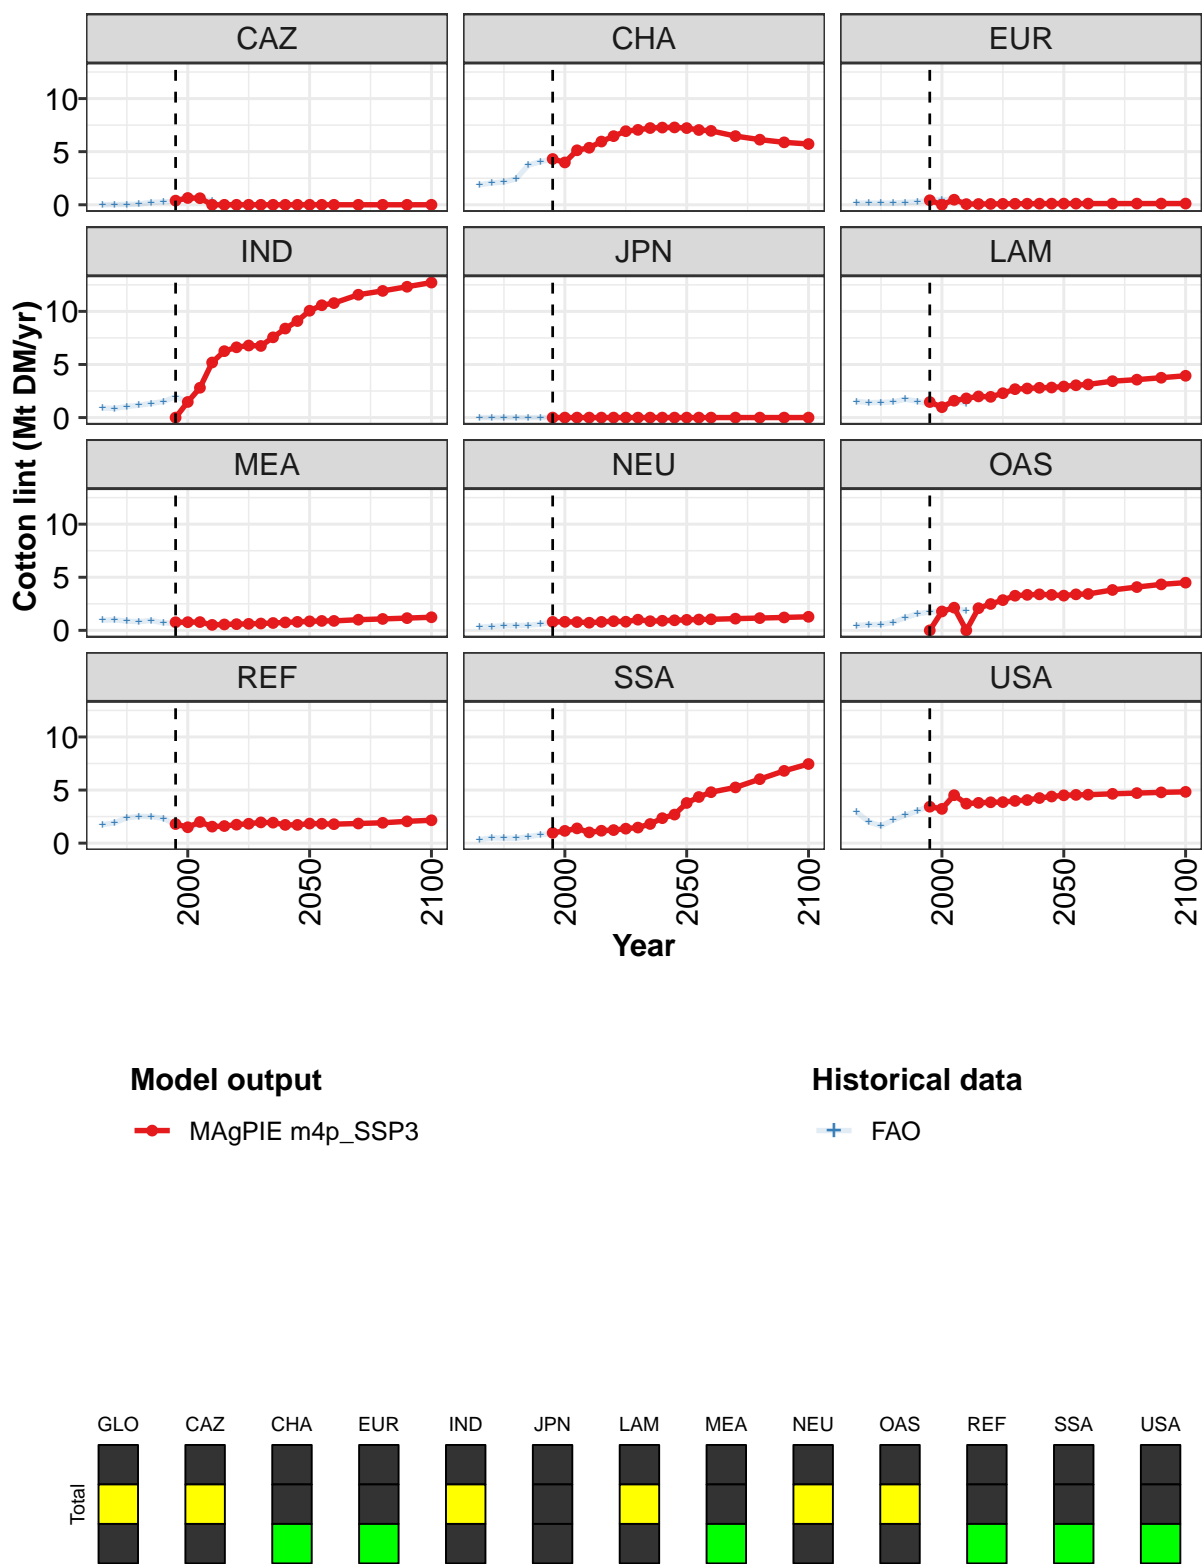 CAZ CHA EUR
10
5
0
IND JPN LAM
10
5
0
MEA NEU OAS
10
5
0
REF SSA USA
10
5
0
2000 2050 2100 2000 2050 2100 2000 2050 2100
Cotton lint (Mt DM/yr)
Year
Model output Historical data
MAgPIE m4p_SSP3 FAO
GLO CAZ CHA EUR IND JPN LAM MEA NEU OAS REF SSA USA
Total